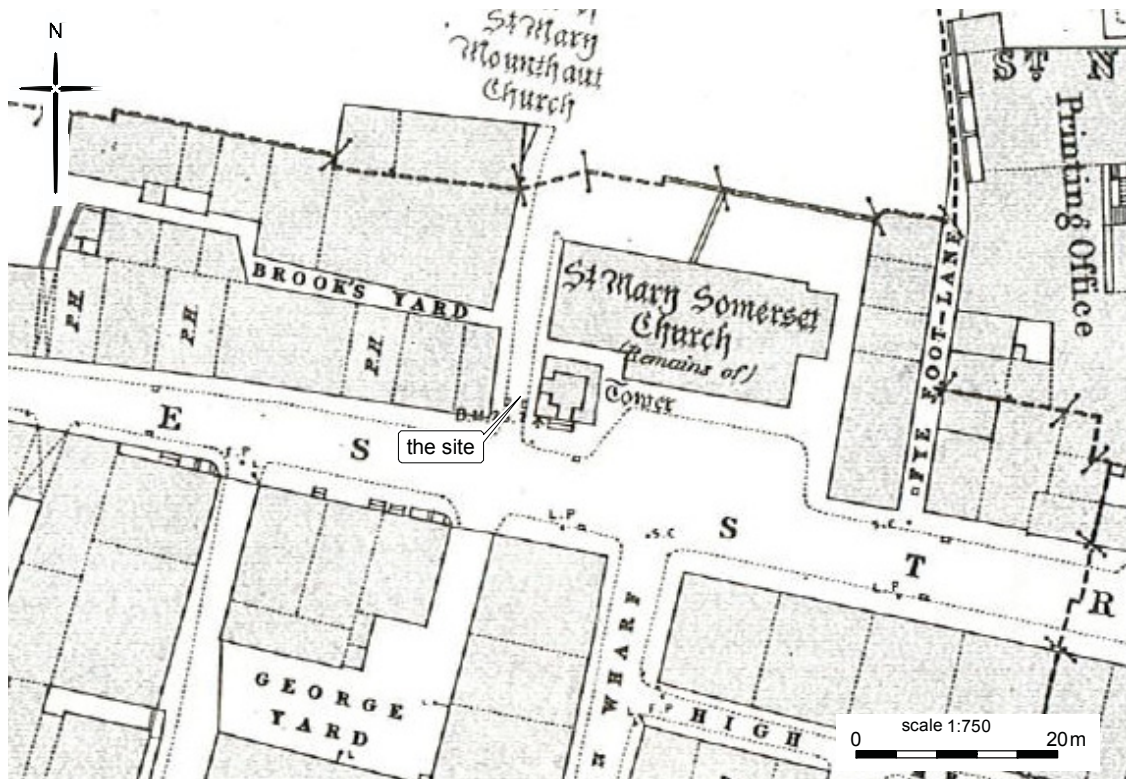 N
St Mary
Mounthaut
Church
ST N
Printing Office
BROOK'S YARD
St Mary Somerset
Church
(Remains of)
Tower
P.H.
P.H.
P.H.
FYE FOOT-LANE
the site
E S S T R
L.P
S.C
S.C.
L.P.
WHARF
HIGH
GEORGE
YARD
scale 1:750
0 20m